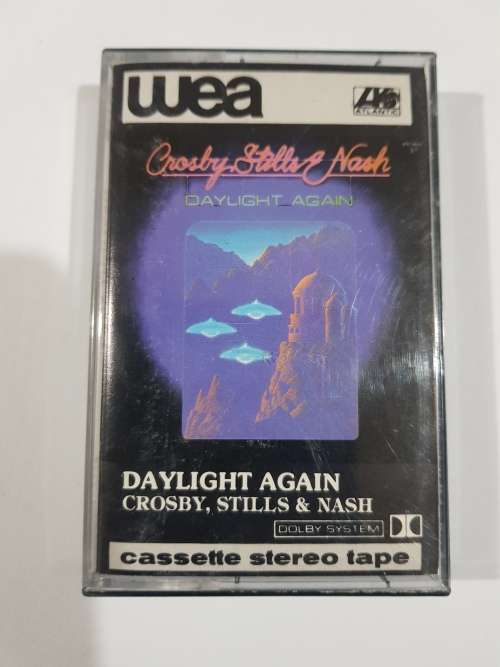 wea
ATLANTIC
Crosby, Stills & Nash
DAYLIGHT AGAIN
DAYLIGHT AGAIN
CROSBY, STILLS & NASH
DOLBY SYSTEM
cassette stereo tape